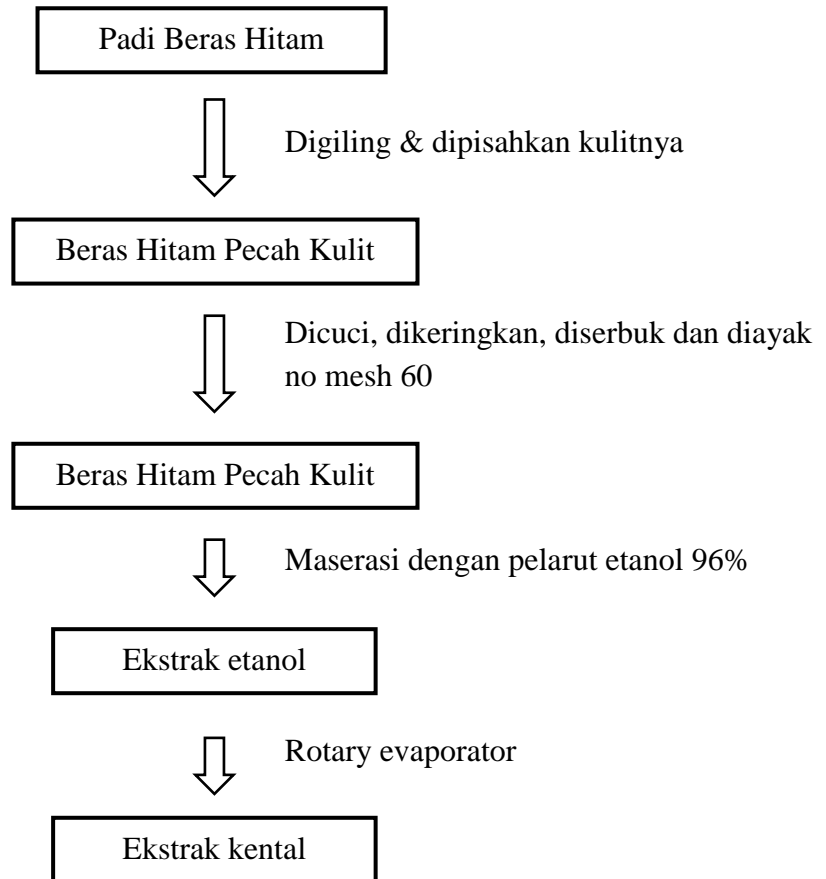 Padi Beras Hitam
Digiling & dipisahkan kulitnya
Beras Hitam Pecah Kulit
Dicuci, dikeringkan, diserbuk dan diayak
no mesh 60
Beras Hitam Pecah Kulit
Maserasi dengan pelarut etanol 96%
Ekstrak etanol
Rotary evaporator
Ekstrak kental